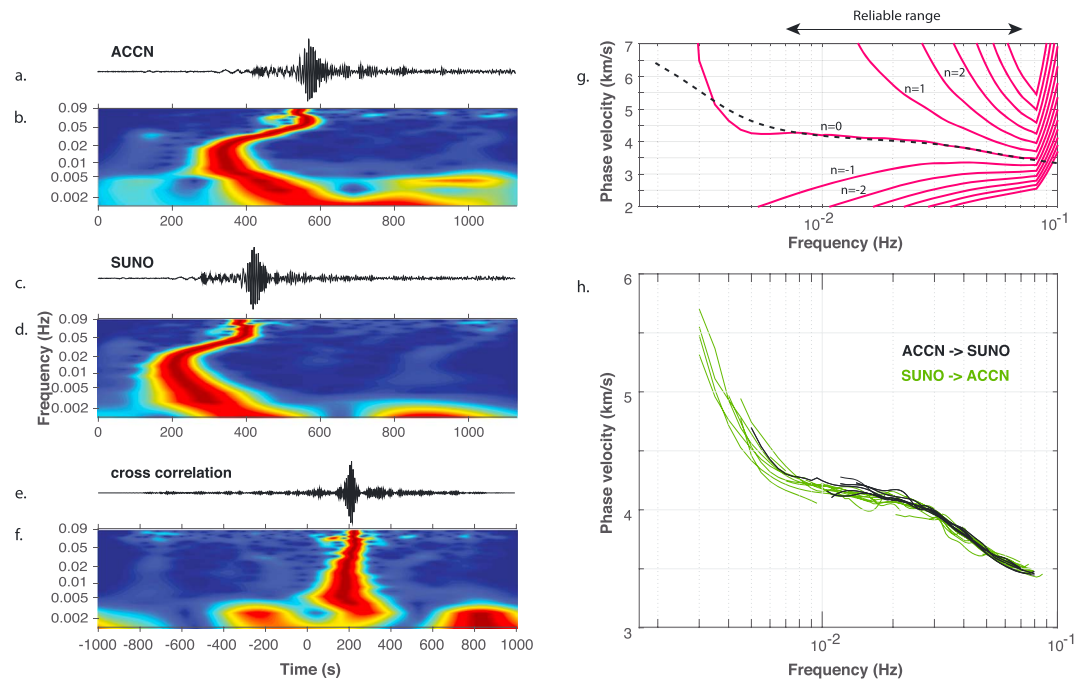 ACCN
a.
b.
0.09
0.05
0.02
0.01
0.005
0.002
0 200 400 600 800 1000
SUNO
c.
d.
Frequency (Hz)
0.09
0.05
0.02
0.01
0.005
0.002
0 200 400 600 800 1000
cross correlation
e.
f.
0.09
0.05
0.02
0.01
0.005
0.002
-1000 -800 -600 -400 -200 0 200 400 600 800 1000
Time (s)
Reliable range
g.
Phase velocity (km/s)
7
6
5
4
3
2
n=2
n=1
n=0
n=-1
n=-2
10-2 10-1
Frequency (Hz)
h.
Phase velocity (km/s)
6
5
4
3
ACCN -> SUNO
SUNO -> ACCN
10-2 10-1
Frequency (Hz)